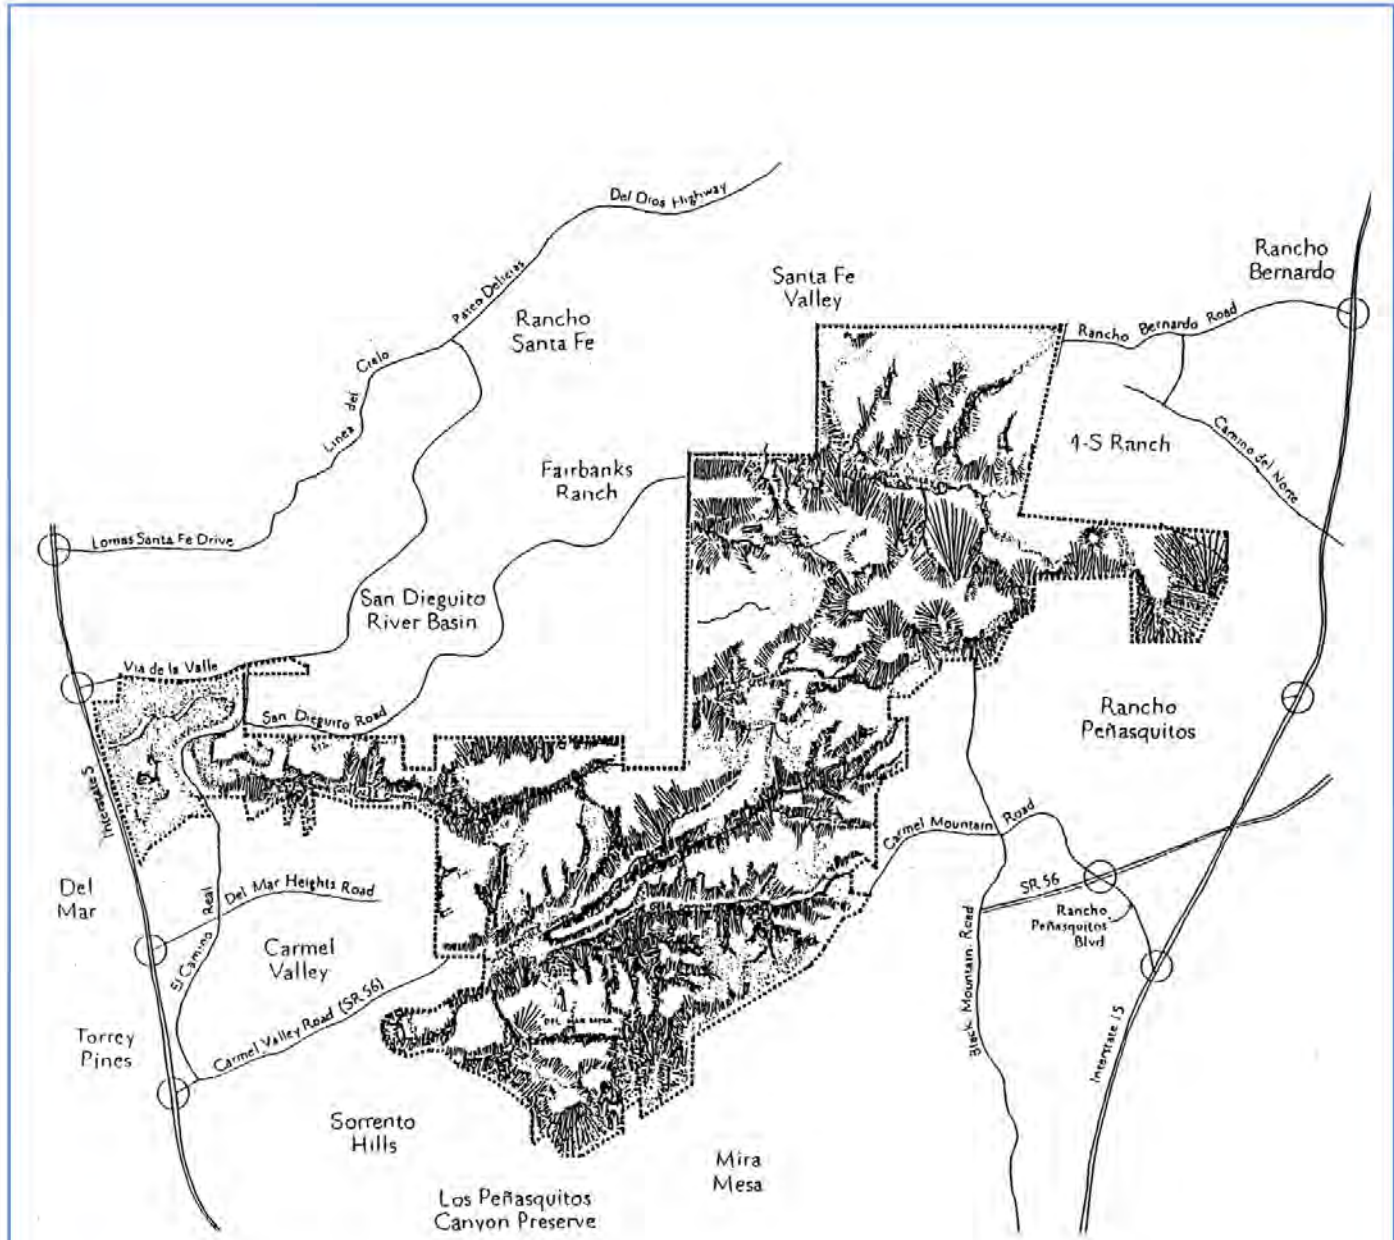 Del Dios Highway
Rancho
Bernardo
Santa Fe
Valley
Paseo Delicias
Rancho
Santa Fe
Rancho Bernardo Road
Linea del Cielo
4-S Ranch
Camino del Norte
Fairbanks
Ranch
Lomas Santa Fe Drive
San Dieguito
River Basin
Via de la Valle
San Dieguito Road
Rancho
Peñasquitos
Interstate 5
Carmel Mountain Road
Del
Mar
Del Mar Heights Road
El Camino Real
SR 56
Rancho
Peñasquitos
Blvd
Carmel
Valley
Black Mountain Road
Carmel Valley Road (SR 56)
DEL MAR MESA
Torrey
Pines
Interstate 15
Sorrento
Hills
Mira
Mesa
Los Peñasquitos
Canyon Preserve